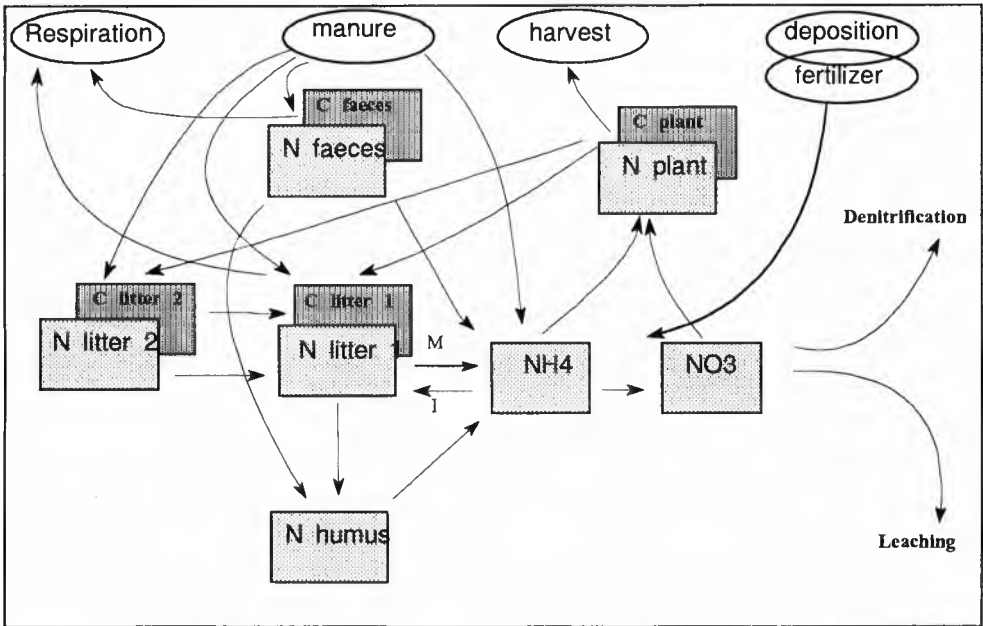 Respiration
manure
harvest
deposition
fertilizer
C faeces
N faeces
C plant
N plant
Denitrification
C litter 2
N litter 2
C litter 1
N litter 1
M
I
NH4
NO3
N humus
Leaching